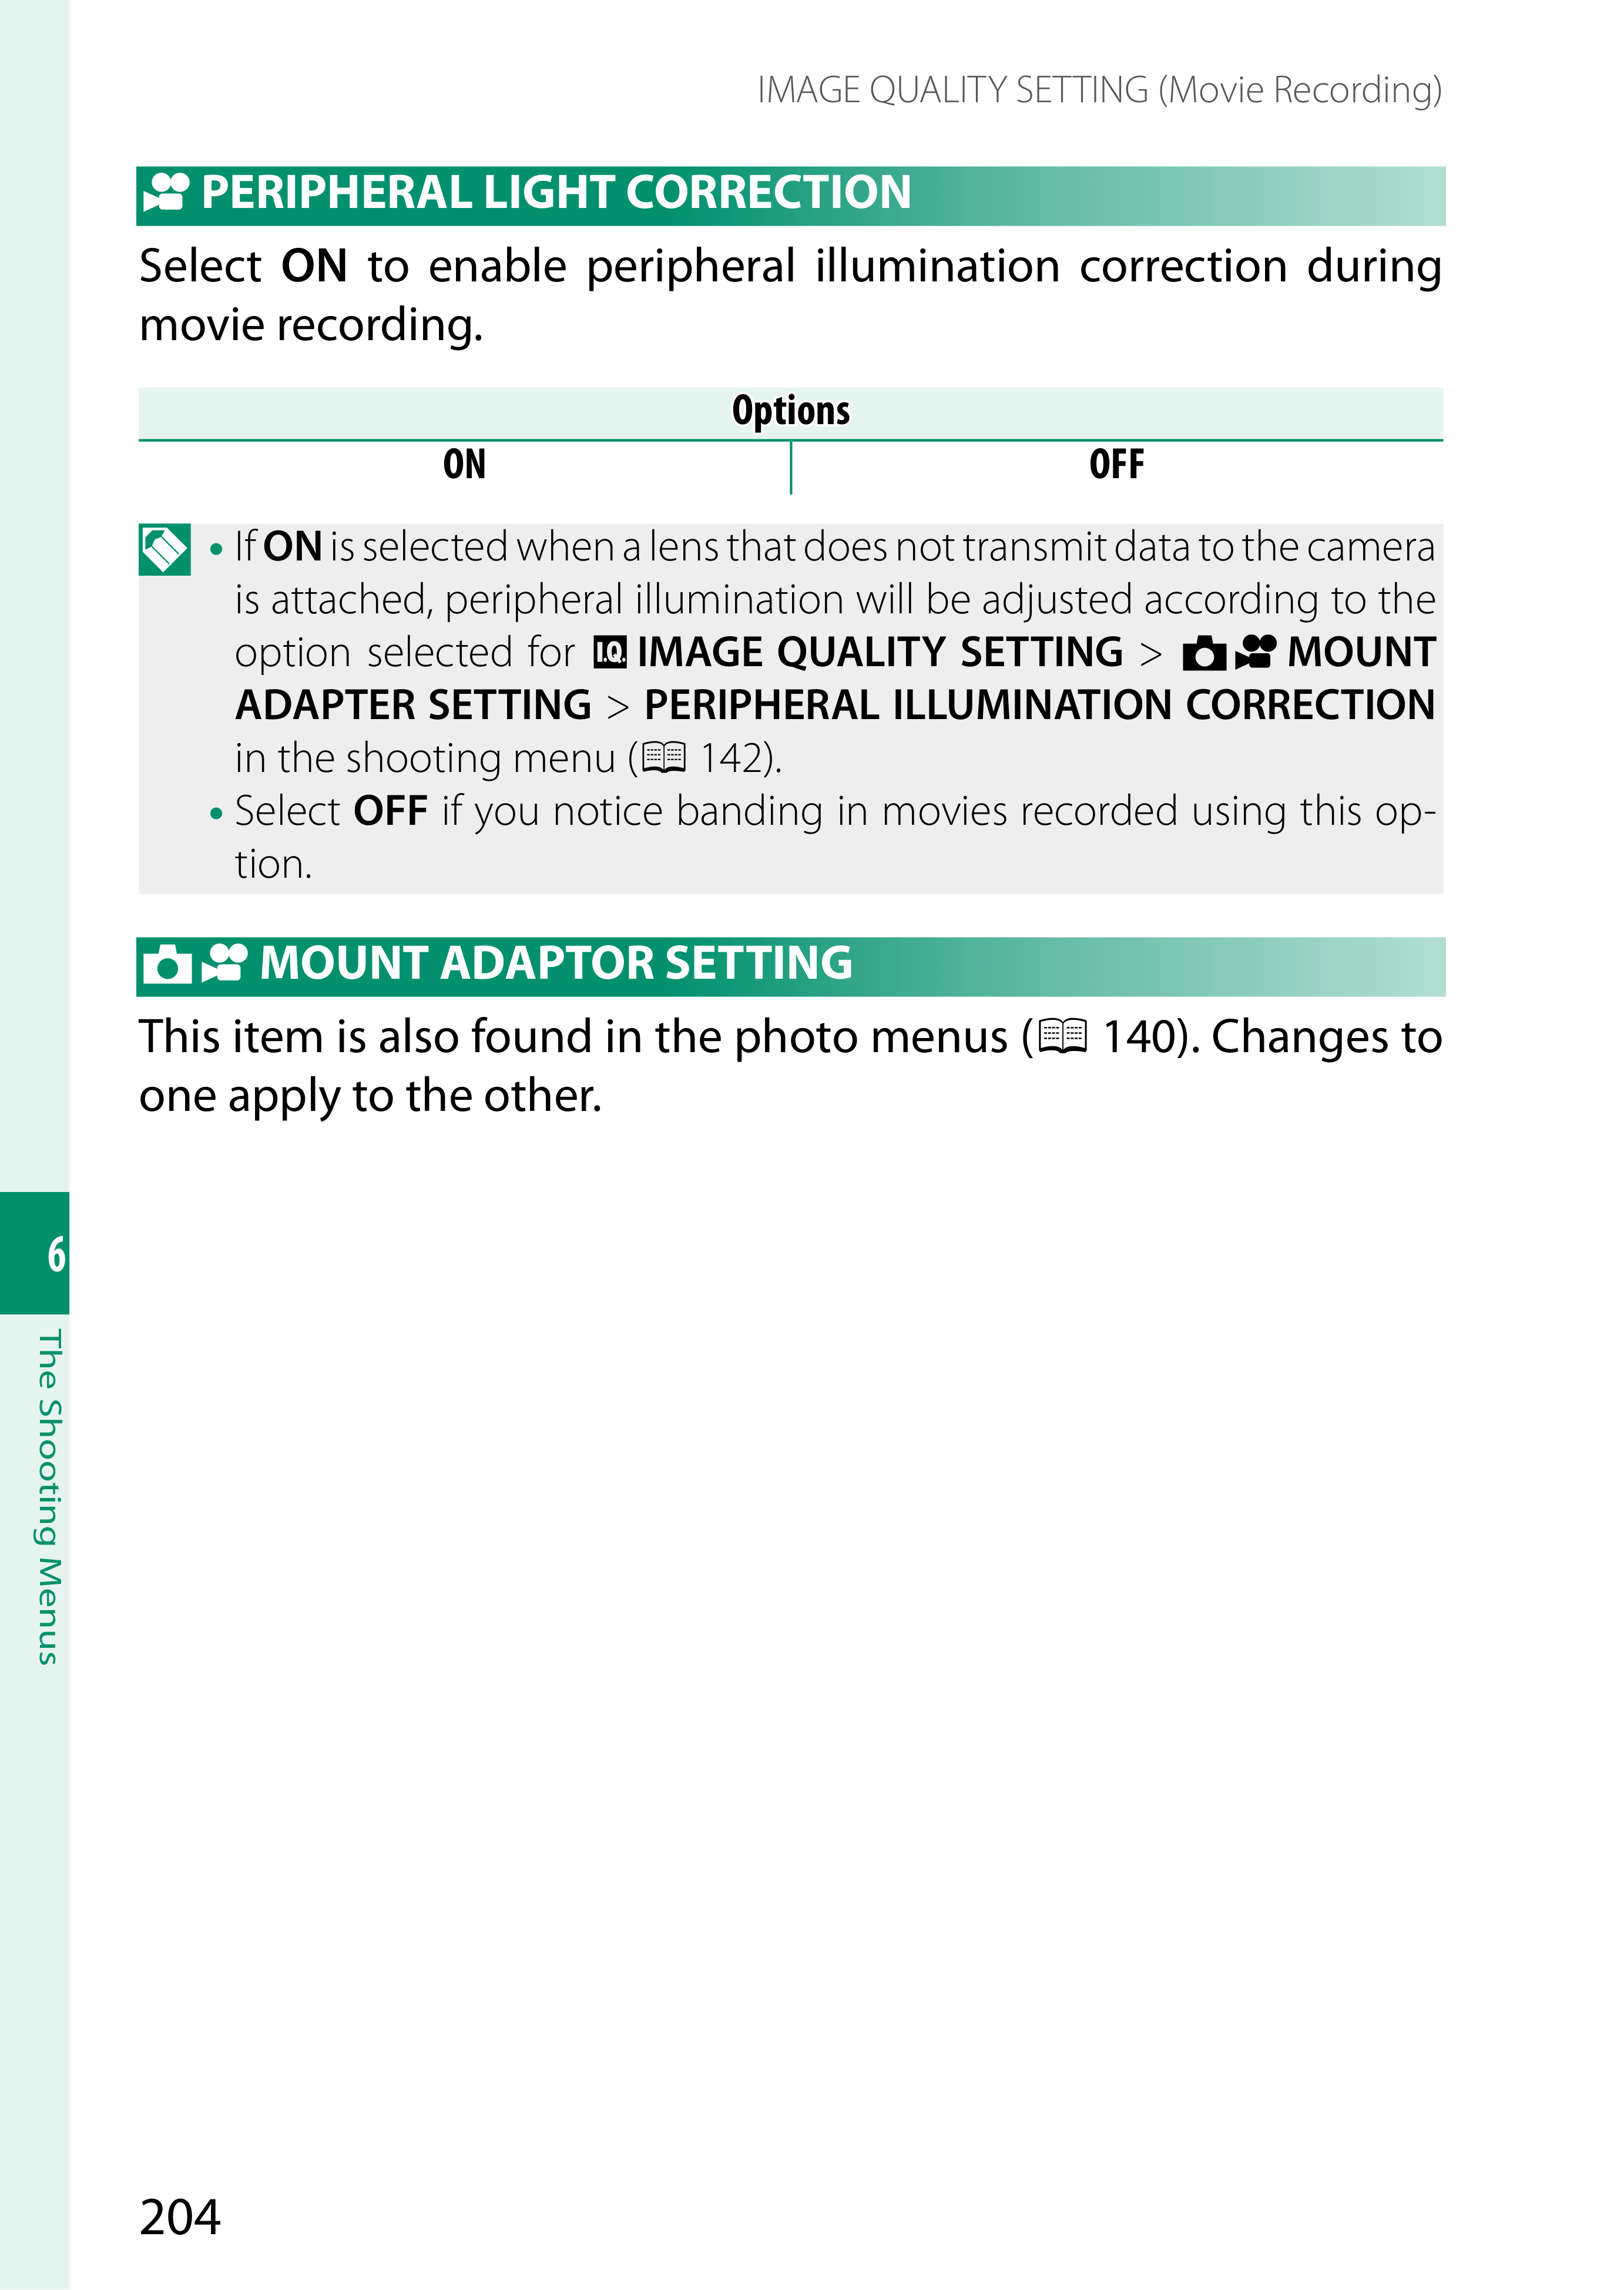 IMAGE QUALITY SETTING (Movie Recording)
PERIPHERAL LIGHT CORRECTION
Select ON to enable peripheral illumination correction during
movie recording.
Options
ON OFF
• If ON is selected when a lens that does not transmit data to the camera
is attached, peripheral illumination will be adjusted according to the
option selected for I.Q. IMAGE QUALITY SETTING > MOUNT
ADAPTER SETTING > PERIPHERAL ILLUMINATION CORRECTION
in the shooting menu ( 142).
• Select OFF if you notice banding in movies recorded using this op-
tion.
MOUNT ADAPTOR SETTING
This item is also found in the photo menus ( 140). Changes to
one apply to the other.
6
The Shooting Menus
204